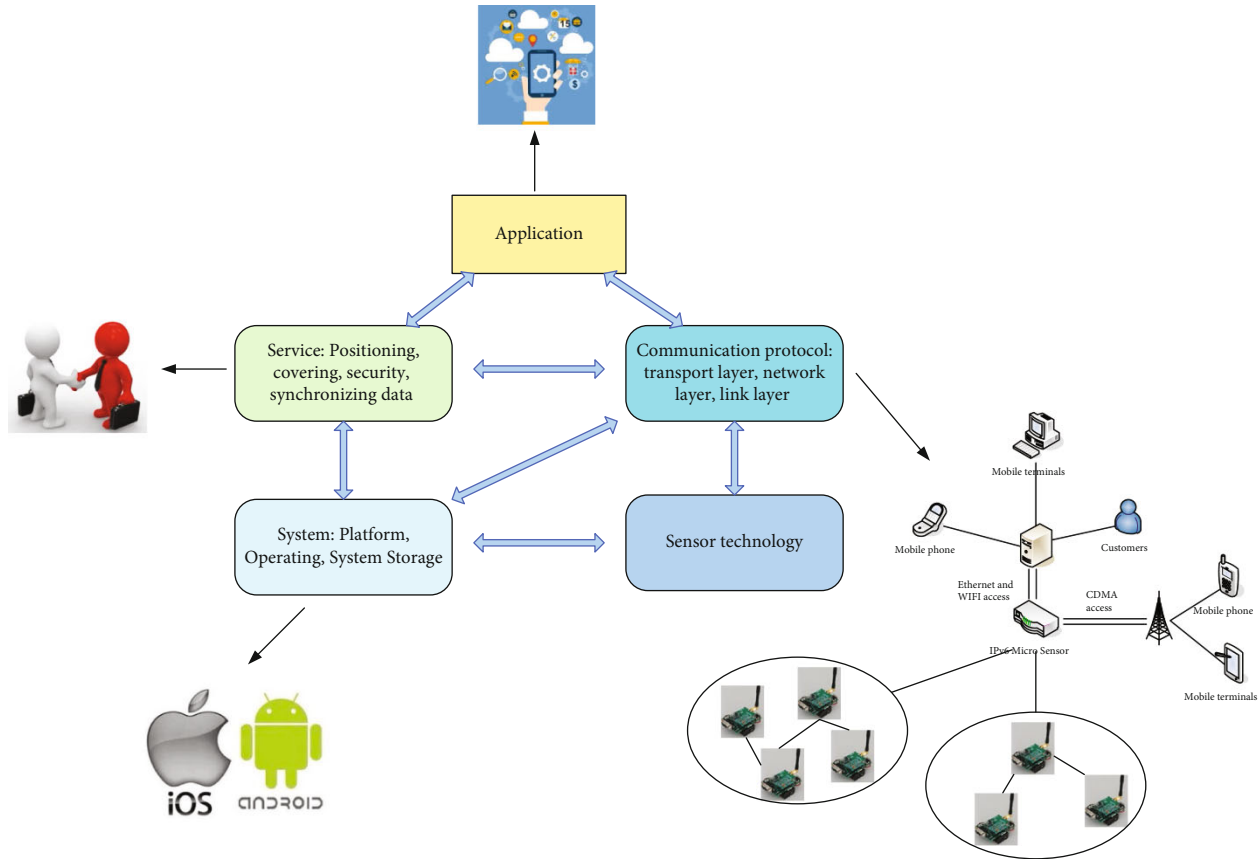 15
$
Application
Service: Positioning,
covering, security,
synchronizing data
Communication protocol:
transport layer, network
layer, link layer
System: Platform,
Operating, System Storage
Sensor technology
Mobile terminals
Mobile phone
Customers
Ethernet and
WIFI access
CDMA
access
Mobile phone
IPv6 Micro Sensor
Mobile terminals
iOS
ANDROID